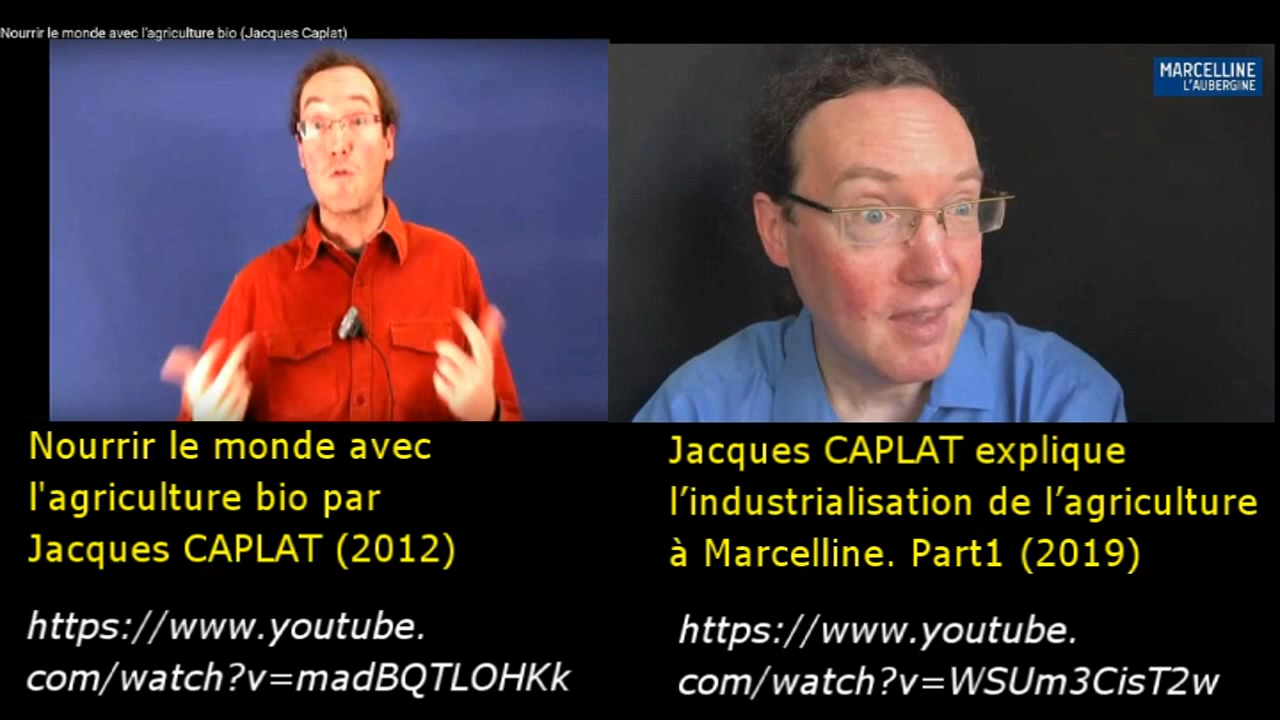 Nourrir le monde avec l'agriculture bio (Jacques Caplat)
MARCELLINE
L'AUBERGINE
Nourrir le monde avec
l'agriculture bio par
Jacques CAPLAT (2012)
https://www.youtube.
com/watch?v=madBQTLOHKk
Jacques CAPLAT explique
l’industrialisation de l’agriculture
à Marcelline. Part1 (2019)
https://www.youtube.
com/watch?v=WSUm3CisT2w